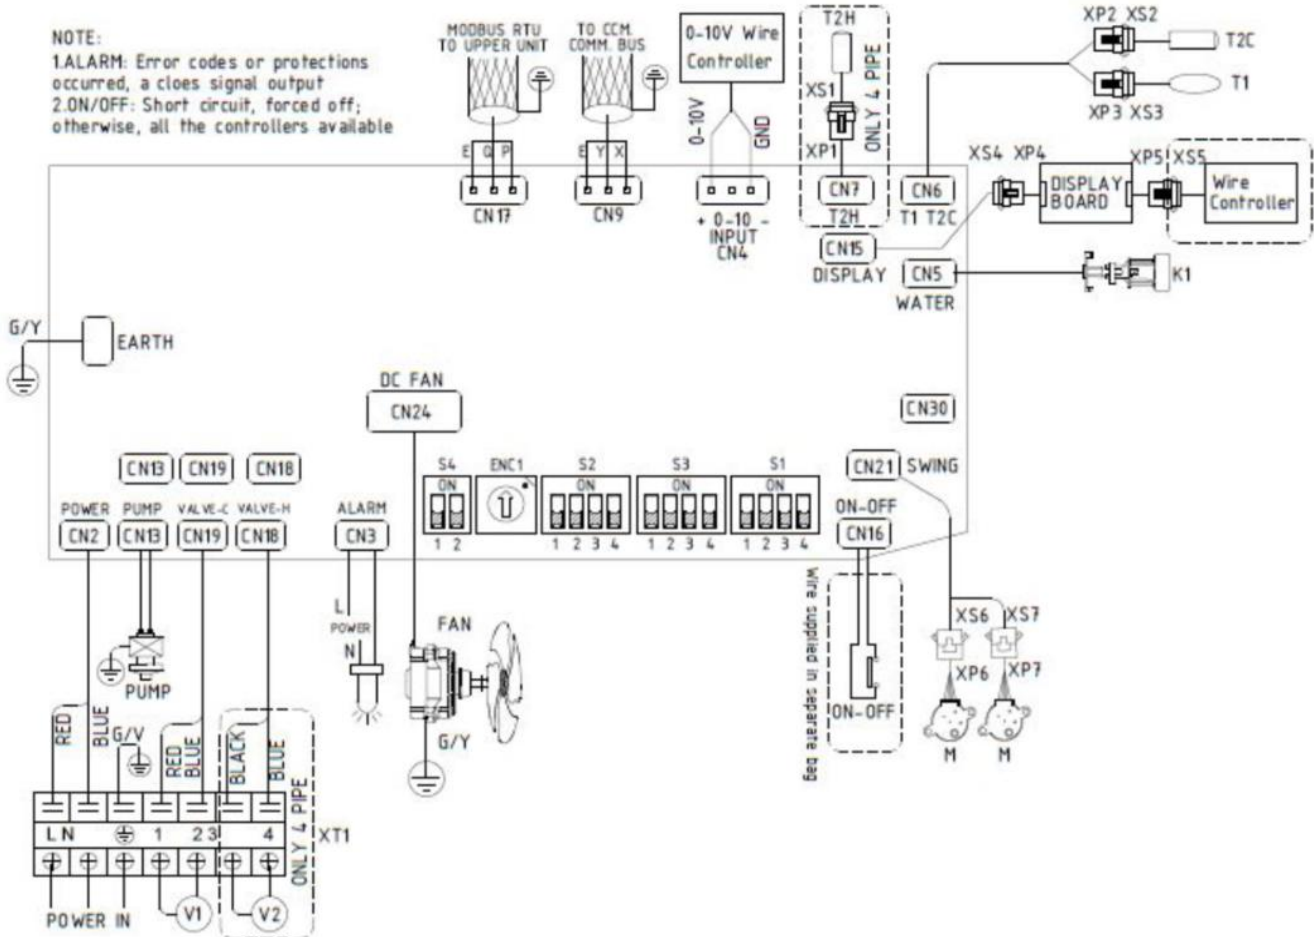 NOTE:
1.ALARM: Error codes or protections
occurred, a cloes signal output
2.ON/OFF: Short circuit, forced off;
otherwise, all the controllers available
MODBUS RTU
TO UPPER UNIT
TO CCM.
COMM. BUS
0-10V Wire
Controller
T2H
XS1
XP1
ONLY 4 PIPE
XP2 XS2
T2C
T1
XP3 XS3
0-10V
GND
E Q P
E Y X
CN17
CN9
+ 0-10 -
INPUT
CN4
CN7
T2H
CN6
T1 T2C
XS4 XP4
DISPLAY
BOARD
XP5 XS5
Wire
Controller
CN15
DISPLAY
CN5
WATER
K1
G/Y
EARTH
DC FAN
CN24
CN30
CN13
CN19
CN18
S4
ON
1 2
ENC1
S2
ON
1 2 3 4
S3
ON
1 2 3 4
S1
ON
1 2 3 4
CN21
SWING
POWER
CN2
PUMP
CN13
VALVE-C
CN19
VALVE-H
CN18
ALARM
CN3
ON-OFF
CN16
L
POWER
N
FAN
G/Y
PUMP
Wire supplied in separate bag
ON-OFF
XS6
XS7
XP6
XP7
M
M
RED
BLUE
G/V
RED
BLUE
BLACK
BLUE
ONLY 4 PIPE
L N
1
2 3
4
XT1
POWER IN
V1
V2